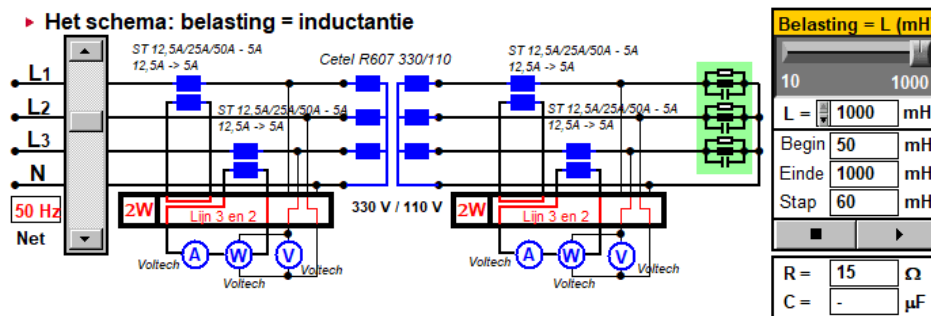 ▸ Het schema: belasting = inductantie
ST 12,5A/25A/50A - 5A
12,5A -> 5A
Cetel R607 330/110
ST 12,5A/25A/50A - 5A
12,5A -> 5A
L1
L2
L3
N
ST 12,5A/25A/50A - 5A
12,5A -> 5A
ST 12,5A/25A/50A - 5A
12,5A -> 5A
50 Hz
Net
2W
Lijn 3 en 2
330 V / 110 V
2W
Lijn 3 en 2
A
W
V
Voltech
Voltech
Voltech
A
W
V
Voltech
Voltech
Voltech
Belasting = L (mH
10
1000
L = 1000 mH
Begin 50 mH
Einde 1000 mH
Stap 60 mH
R = 15 Ω
C = - µF